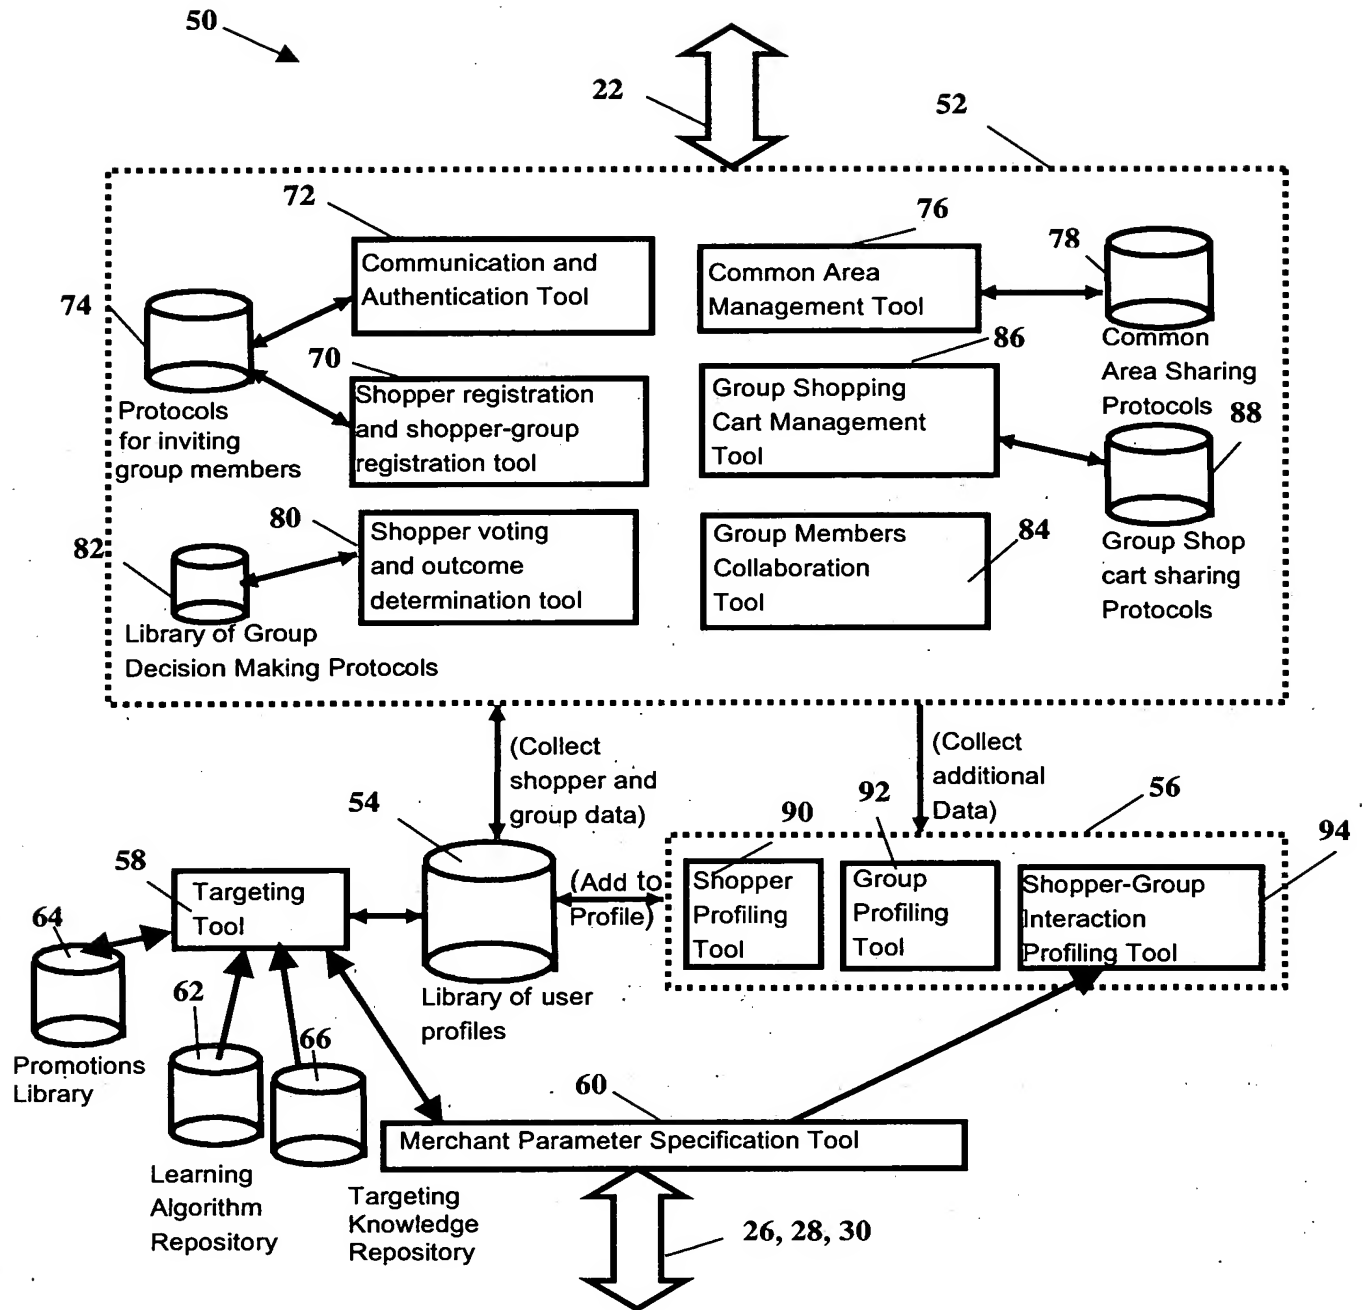 50
22
52
72
76
78
Communication and
Authentication Tool
Common Area
Management Tool
74
Common
Area Sharing
Protocols
70
86
88
Shopper registration
and shopper-group
registration tool
Group Shopping
Cart Management
Tool
Protocols
for inviting
group members
80
82
Shopper voting
and outcome
determination tool
Group Members
Collaboration
Tool
84
Group Shop
cart sharing
Protocols
Library of Group
Decision Making Protocols
(Collect
shopper and
group data)
(Collect
additional
Data)
54
90
92
56
94
58
Targeting
Tool
(Add to
Profile)
Shopper
Profiling
Tool
Group
Profiling
Tool
Shopper-Group
Interaction
Profiling Tool
64
62
66
Library of user
profiles
Promotions
Library
60
Merchant Parameter Specification Tool
Learning
Algorithm
Repository
Targeting
Knowledge
Repository
26, 28, 30